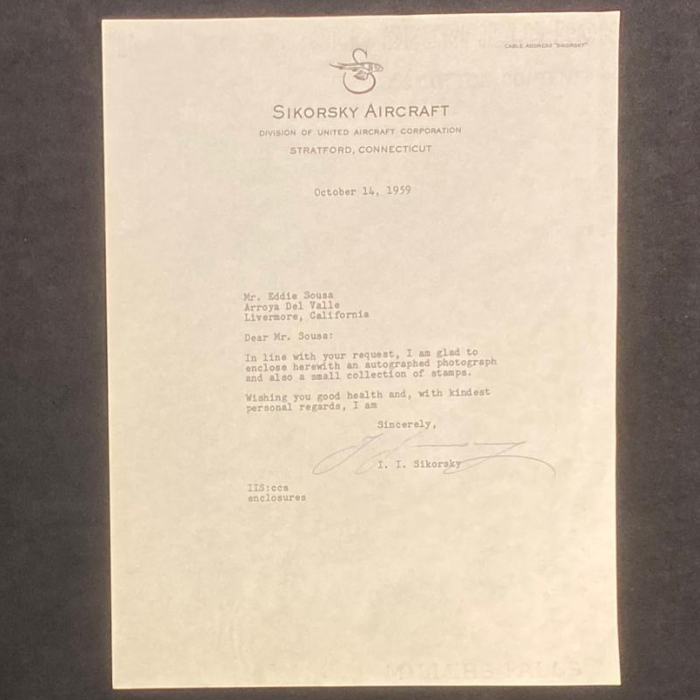 CABLE ADDRESS "SIKORSKY"
SIKORSKY AIRCRAFT
DIVISION OF UNITED AIRCRAFT CORPORATION
STRATFORD, CONNECTICUT
October 14, 1959
Mr. Eddie Sousa
Arroya Del Valle
Livermore, California
Dear Mr. Sousa:
In line with your request, I am glad to
enclose herewith an autographed photograph
and also a small collection of stamps.
Wishing you good health and, with kindest
personal regards, I am
Sincerely,
I. I. Sikorsky
IIS:ccs
enclosures